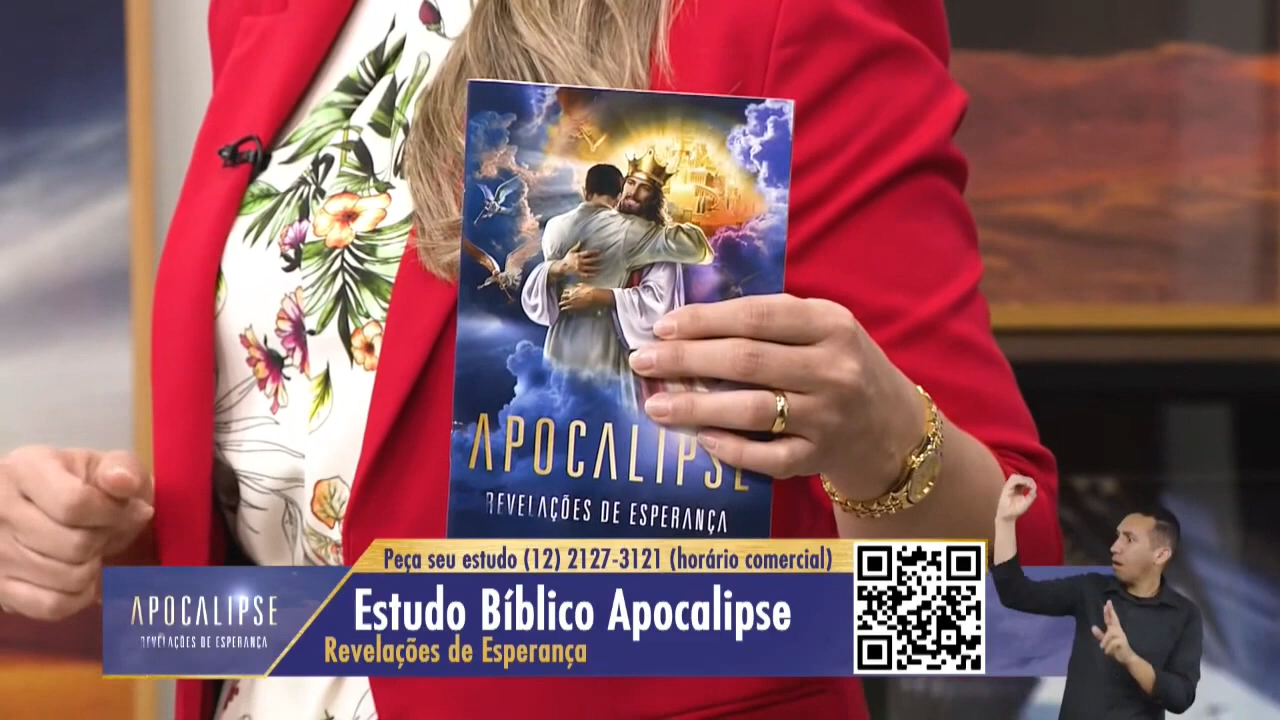 APOCALIPSE
REVELAÇÕES DE ESPERANÇA
Peça seu estudo (12) 2127-3121 (horário comercial)
APOCALIPSE
REVELAÇÕES DE ESPERANÇA
Estudo Bíblico Apocalipse
Revelações de Esperança